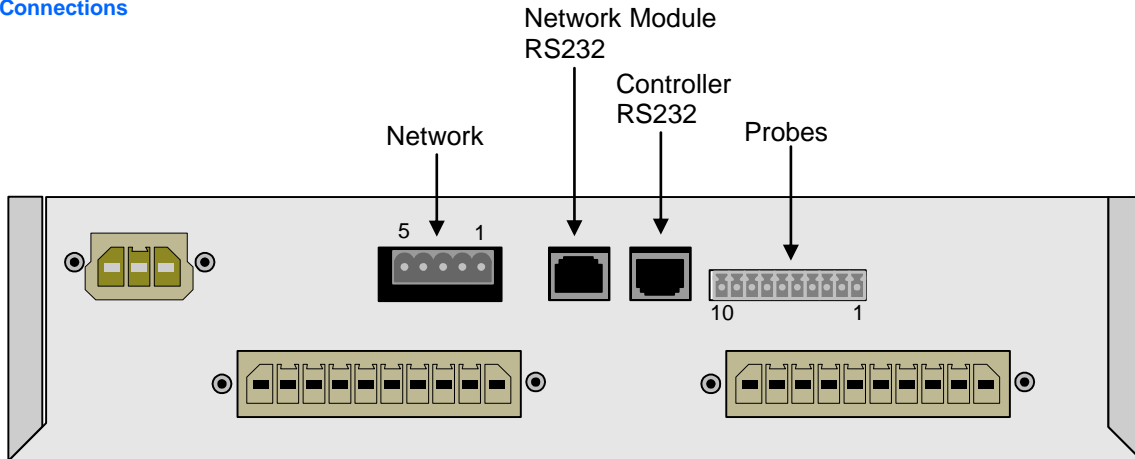 Connections
Network Module
RS232
Controller
RS232
Network
Probes
5 1
10 1